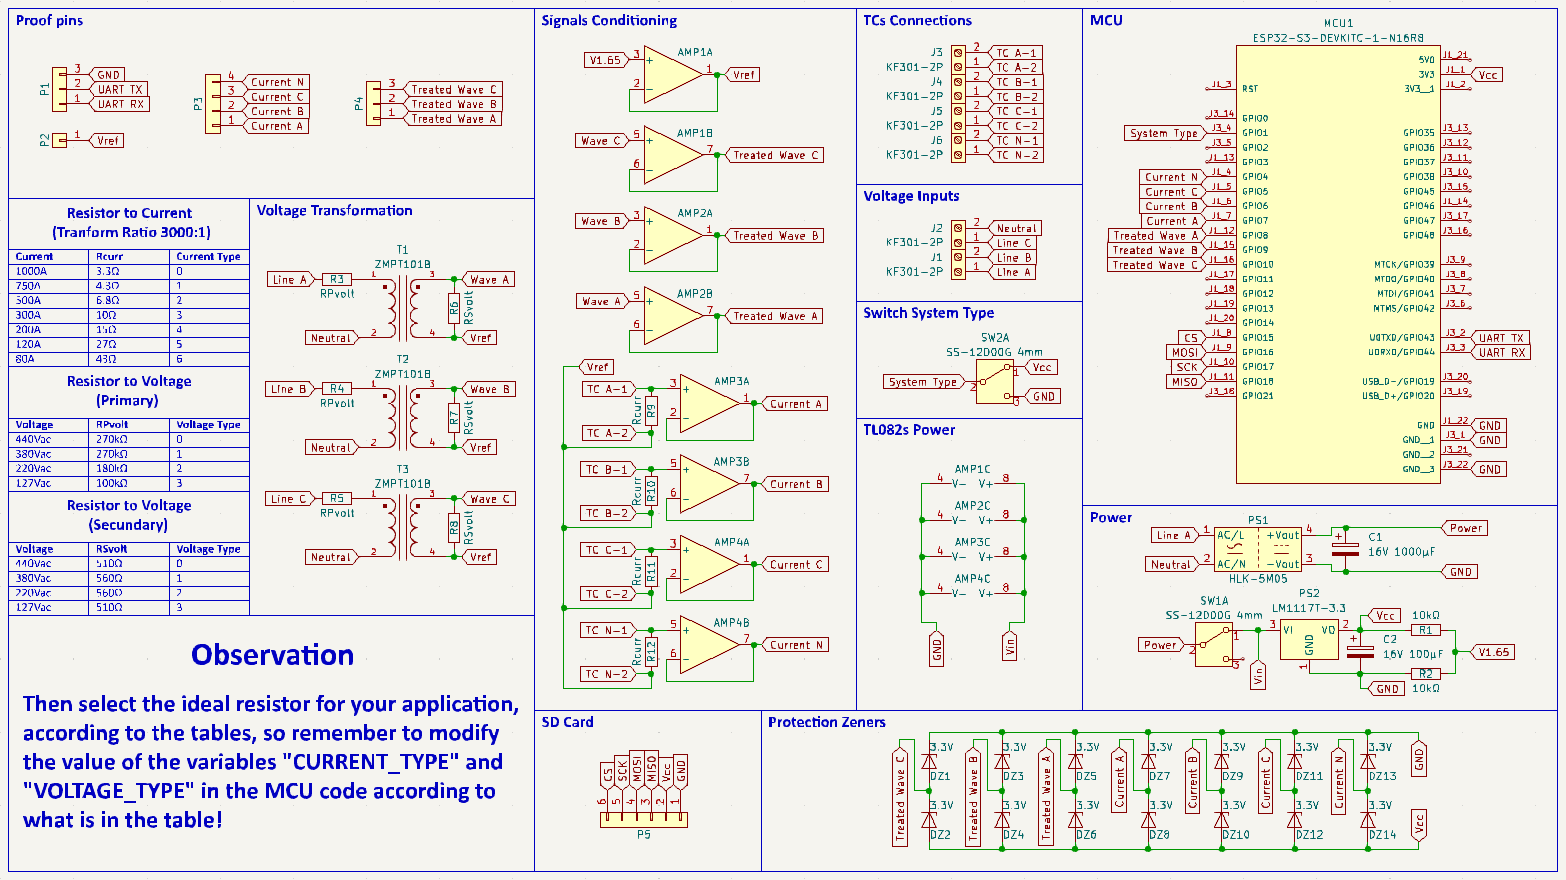 Proof pins
P1
3 GND
2 UART TX
1 UART RX
P2
1 Vref
P3
4 Current N
3 Current C
2 Current B
1 Current A
P4
3 Treated Wave C
2 Treated Wave B
1 Treated Wave A
Resistor to Current
(Tranform Ratio 3000:1)
Current Rcurr Current Type
1000A 3.3Ω 0
750A 4.3Ω 1
500A 6.8Ω 2
300A 10Ω 3
200A 15Ω 4
120A 27Ω 5
80A 43Ω 6
Resistor to Voltage
(Primary)
Voltage RPvolt Voltage Type
440Vac 270kΩ 0
380Vac 270kΩ 1
220Vac 180kΩ 2
127Vac 100kΩ 3
Resistor to Voltage
(Secundary)
Voltage RSvolt Voltage Type
440Vac 510Ω 0
380Vac 560Ω 1
220Vac 560Ω 2
127Vac 510Ω 3
Voltage Transformation
T1
ZMPT101B
Line A R3 1 3 Wave A
RPvolt
R6 RSvolt
Neutral 2 4 Vref
T2
ZMPT101B
Line B R4 1 3 Wave B
RPvolt
R7 RSvolt
Neutral 2 4 Vref
T3
ZMPT101B
Line C R5 1 3 Wave C
RPvolt
R8 RSvolt
Neutral 2 4 Vref
Observation
Then select the ideal resistor for your application,
according to the tables, so remember to modify
the value of the variables "CURRENT_TYPE" and
"VOLTAGE_TYPE" in the MCU code according to
what is in the table!
Signals Conditioning
AMP1A
V1.65 3 + 1 Vref
2 -
AMP1B
Wave C 5 + 7 Treated Wave C
6 -
AMP2A
Wave B 3 + 1 Treated Wave B
2 -
AMP2B
Wave A 5 + 7 Treated Wave A
6 -
Vref
AMP3A
TC A-1 3 + 1 Current A
Rcurr R9 2 -
TC A-2
AMP3B
TC B-1 5 + 7 Current B
Rcurr R10 6 -
TC B-2
AMP4A
TC C-1 3 + 1 Current C
Rcurr R11 2 -
TC C-2
AMP4B
TC N-1 5 + 7 Current N
Rcurr R12 6 -
TC N-2
TCs Connections
J3 2 TC A-1
KF301-2P 1 TC A-2
J4 2 TC B-1
KF301-2P 1 TC B-2
J5 2 TC C-1
KF301-2P 1 TC C-2
J6 2 TC N-1
KF301-2P 1 TC N-2
Voltage Inputs
J2 2 Neutral
KF301-2P 1 Line C
J1 2 Line B
KF301-2P 1 Line A
Switch System Type
SW2A
SS-12D00G 4mm
System Type 2 1 Vcc
3 GND
TL082s Power
AMP1C
4 V- V+ 8
AMP2C
4 V- V+ 8
AMP3C
4 V- V+ 8
AMP4C
4 V- V+ 8
GND Vin
MCU
MCU1
ESP32-S3-DEVKITC-1-N16R8
J1_3 RST
J3_14 GPIO0
System Type J3_4 GPIO1
J3_5 GPIO2
J1_13 GPIO3
Current N J1_4 GPIO4
Current C J1_5 GPIO5
Current B J1_6 GPIO6
Current A J1_7 GPIO7
Treated Wave A J1_12 GPIO8
Treated Wave B J1_15 GPIO9
Treated Wave C J1_16 GPIO10
J1_17 GPIO11
J1_18 GPIO12
J1_19 GPIO13
J1_20 GPIO14
CS J1_8 GPIO15
MOSI J1_9 GPIO16
SCK J1_10 GPIO17
MISO J1_11 GPIO18
J3_18 GPIO21
5V0 J1_21
3V3 J1_1 Vcc
3V3__1 J1_2
GPIO35 J3_13
GPIO36 J3_12
GPIO37 J3_11
GPIO38 J3_10
GPIO45 J3_15
GPIO46 J1_14
GPIO47 J3_17
GPIO48 J3_16
MTCK/GPIO39 J3_9
MTDO/GPIO40 J3_8
MTDI/GPIO41 J3_7
MTMS/GPIO42 J3_6
U0TXD/GPIO43 J3_2 UART TX
U0RXD/GPIO44 J3_3 UART RX
USB_D-/GPIO19 J3_20
USB_D+/GPIO20 J3_19
GND J1_22 GND
GND__1 J3_1 GND
GND__2 J3_21
GND__3 J3_22 GND
Power
PS1
Line A 1 AC/L +Vout 4 Power
Neutral 2 AC/N -Vout 3 GND
HLK-5M05
C1
16V 1000µF
SW1A
SS-12D00G 4mm
Power 2 1
3
Vin
PS2
LM1117T-3.3
3 VI VO 2
GND
1
Vcc
C2
16V 100µF
GND
10kΩ
R1
R2
10kΩ
V1.65
SD Card
CS SCK MOSI MISO Vcc GND
6 5 4 3 2 1
P5
Protection Zeners
Treated Wave C 3.3V DZ1 3.3V DZ2
Treated Wave B 3.3V DZ3 3.3V DZ4
Treated Wave A 3.3V DZ5 3.3V DZ6
Current A 3.3V DZ7 3.3V DZ8
Current B 3.3V DZ9 3.3V DZ10
Current C 3.3V DZ11 3.3V DZ12
Current N 3.3V DZ13 3.3V DZ14
GND
Vcc